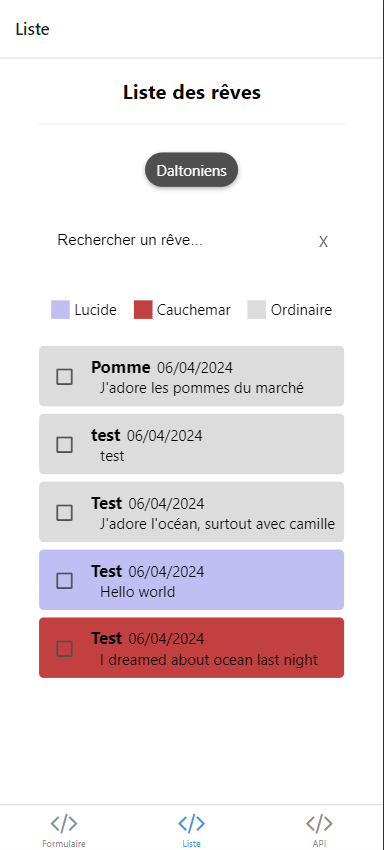 Liste
Liste des rêves
Daltoniens
Rechercher un rêve... X
Lucide Cauchemar Ordinaire
Pomme 06/04/2024
J'adore les pommes du marché
test 06/04/2024
test
Test 06/04/2024
J'adore l'océan, surtout avec camille
Test 06/04/2024
Hello world
Test 06/04/2024
I dreamed about ocean last night
Formulaire Liste API